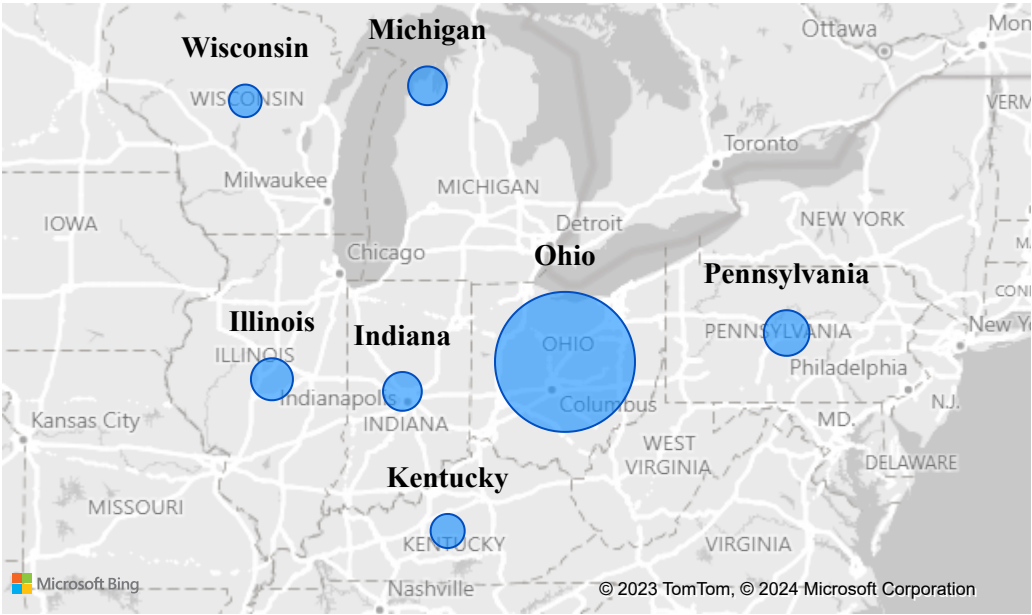 Ottawa
Mon
Michigan
Wisconsin
WISCONSIN
VERM
Toronto
Milwaukee
MICHIGAN
IOWA
Detroit
NEW YORK
MA
Chicago
Ohio
Pennsylvania
CONN
Illinois
Indiana
New Yo
PENNSYLVANIA
OHIO
ILLINOIS
Philadelphia
Indianapolis
Columbus
N.J.
Kansas City
INDIANA
MD.
WEST
VIRGINIA
DELAWARE
Kentucky
MISSOURI
KENTUCKY
VIRGINIA
Microsoft Bing
Nashville
© 2023 TomTom, © 2024 Microsoft Corporation